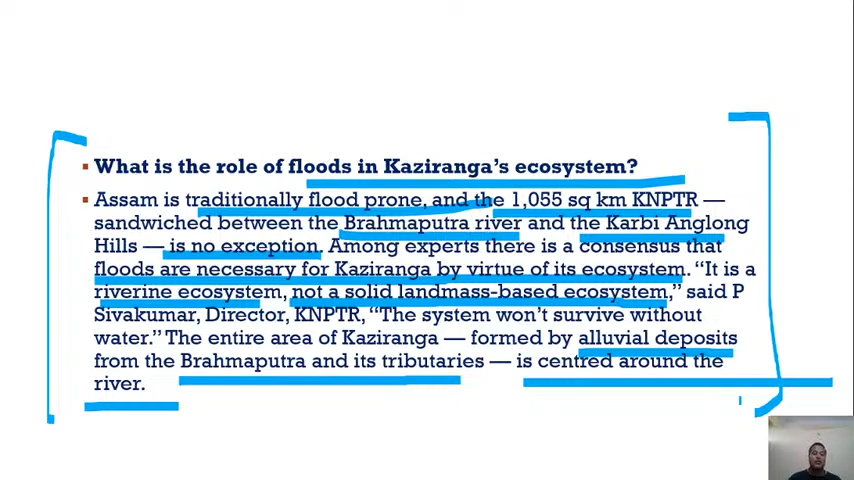 What is the role of floods in Kaziranga's ecosystem?
Assam is traditionally flood prone, and the 1,055 sq km KNPTR —
sandwiched between the Brahmaputra river and the Karbi Anglong
Hills — is no exception. Among experts there is a consensus that
floods are necessary for Kaziranga by virtue of its ecosystem. “It is a
riverine ecosystem, not a solid landmass-based ecosystem,” said P
Sivakumar, Director, KNPTR, “The system won't survive without
water.” The entire area of Kaziranga — formed by alluvial deposits
from the Brahmaputra and its tributaries — is centred around the
river.